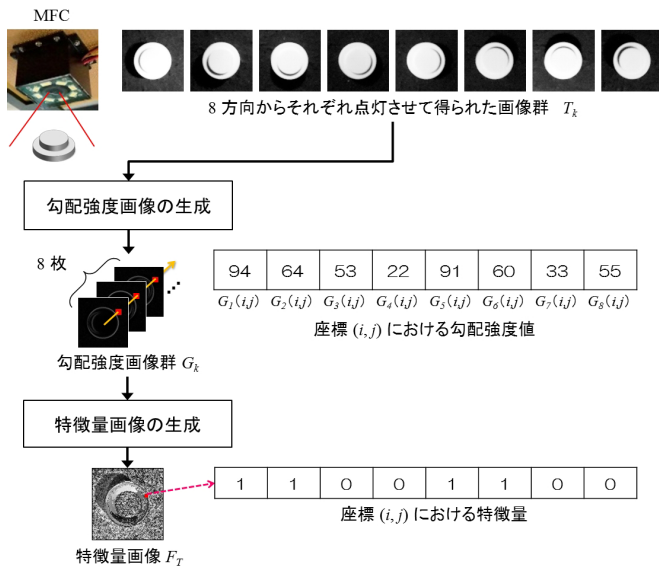 MFC
8 方向からそれぞれ点灯させて得られた画像群 T_k
勾配強度画像の生成
8 枚
94 64 53 22 91 60 33 55
G_1(i,j) G_2(i,j) G_3(i,j) G_4(i,j) G_5(i,j) G_6(i,j) G_7(i,j) G_8(i,j)
座標 (i, j) における勾配強度値
勾配強度画像群 G_k
特徴量画像の生成
1 1 0 0 1 1 0 0
座標 (i, j) における特徴量
特徴量画像 F_T